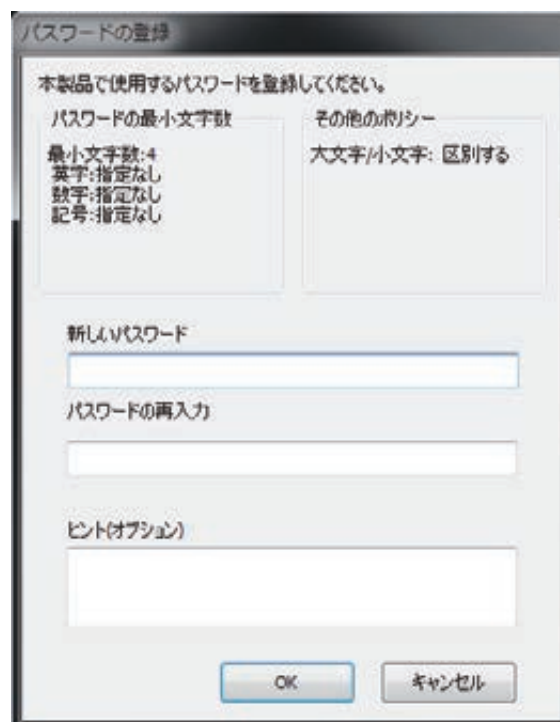 パスワードの登録
本製品で使用するパスワードを登録してください。
パスワードの最小文字数
最小文字数:4
英字:指定なし
数字:指定なし
記号:指定なし
その他のポリシー
大文字/小文字: 区別する
新しいパスワード
パスワードの再入力
ヒント(オプション)
OK
キャンセル